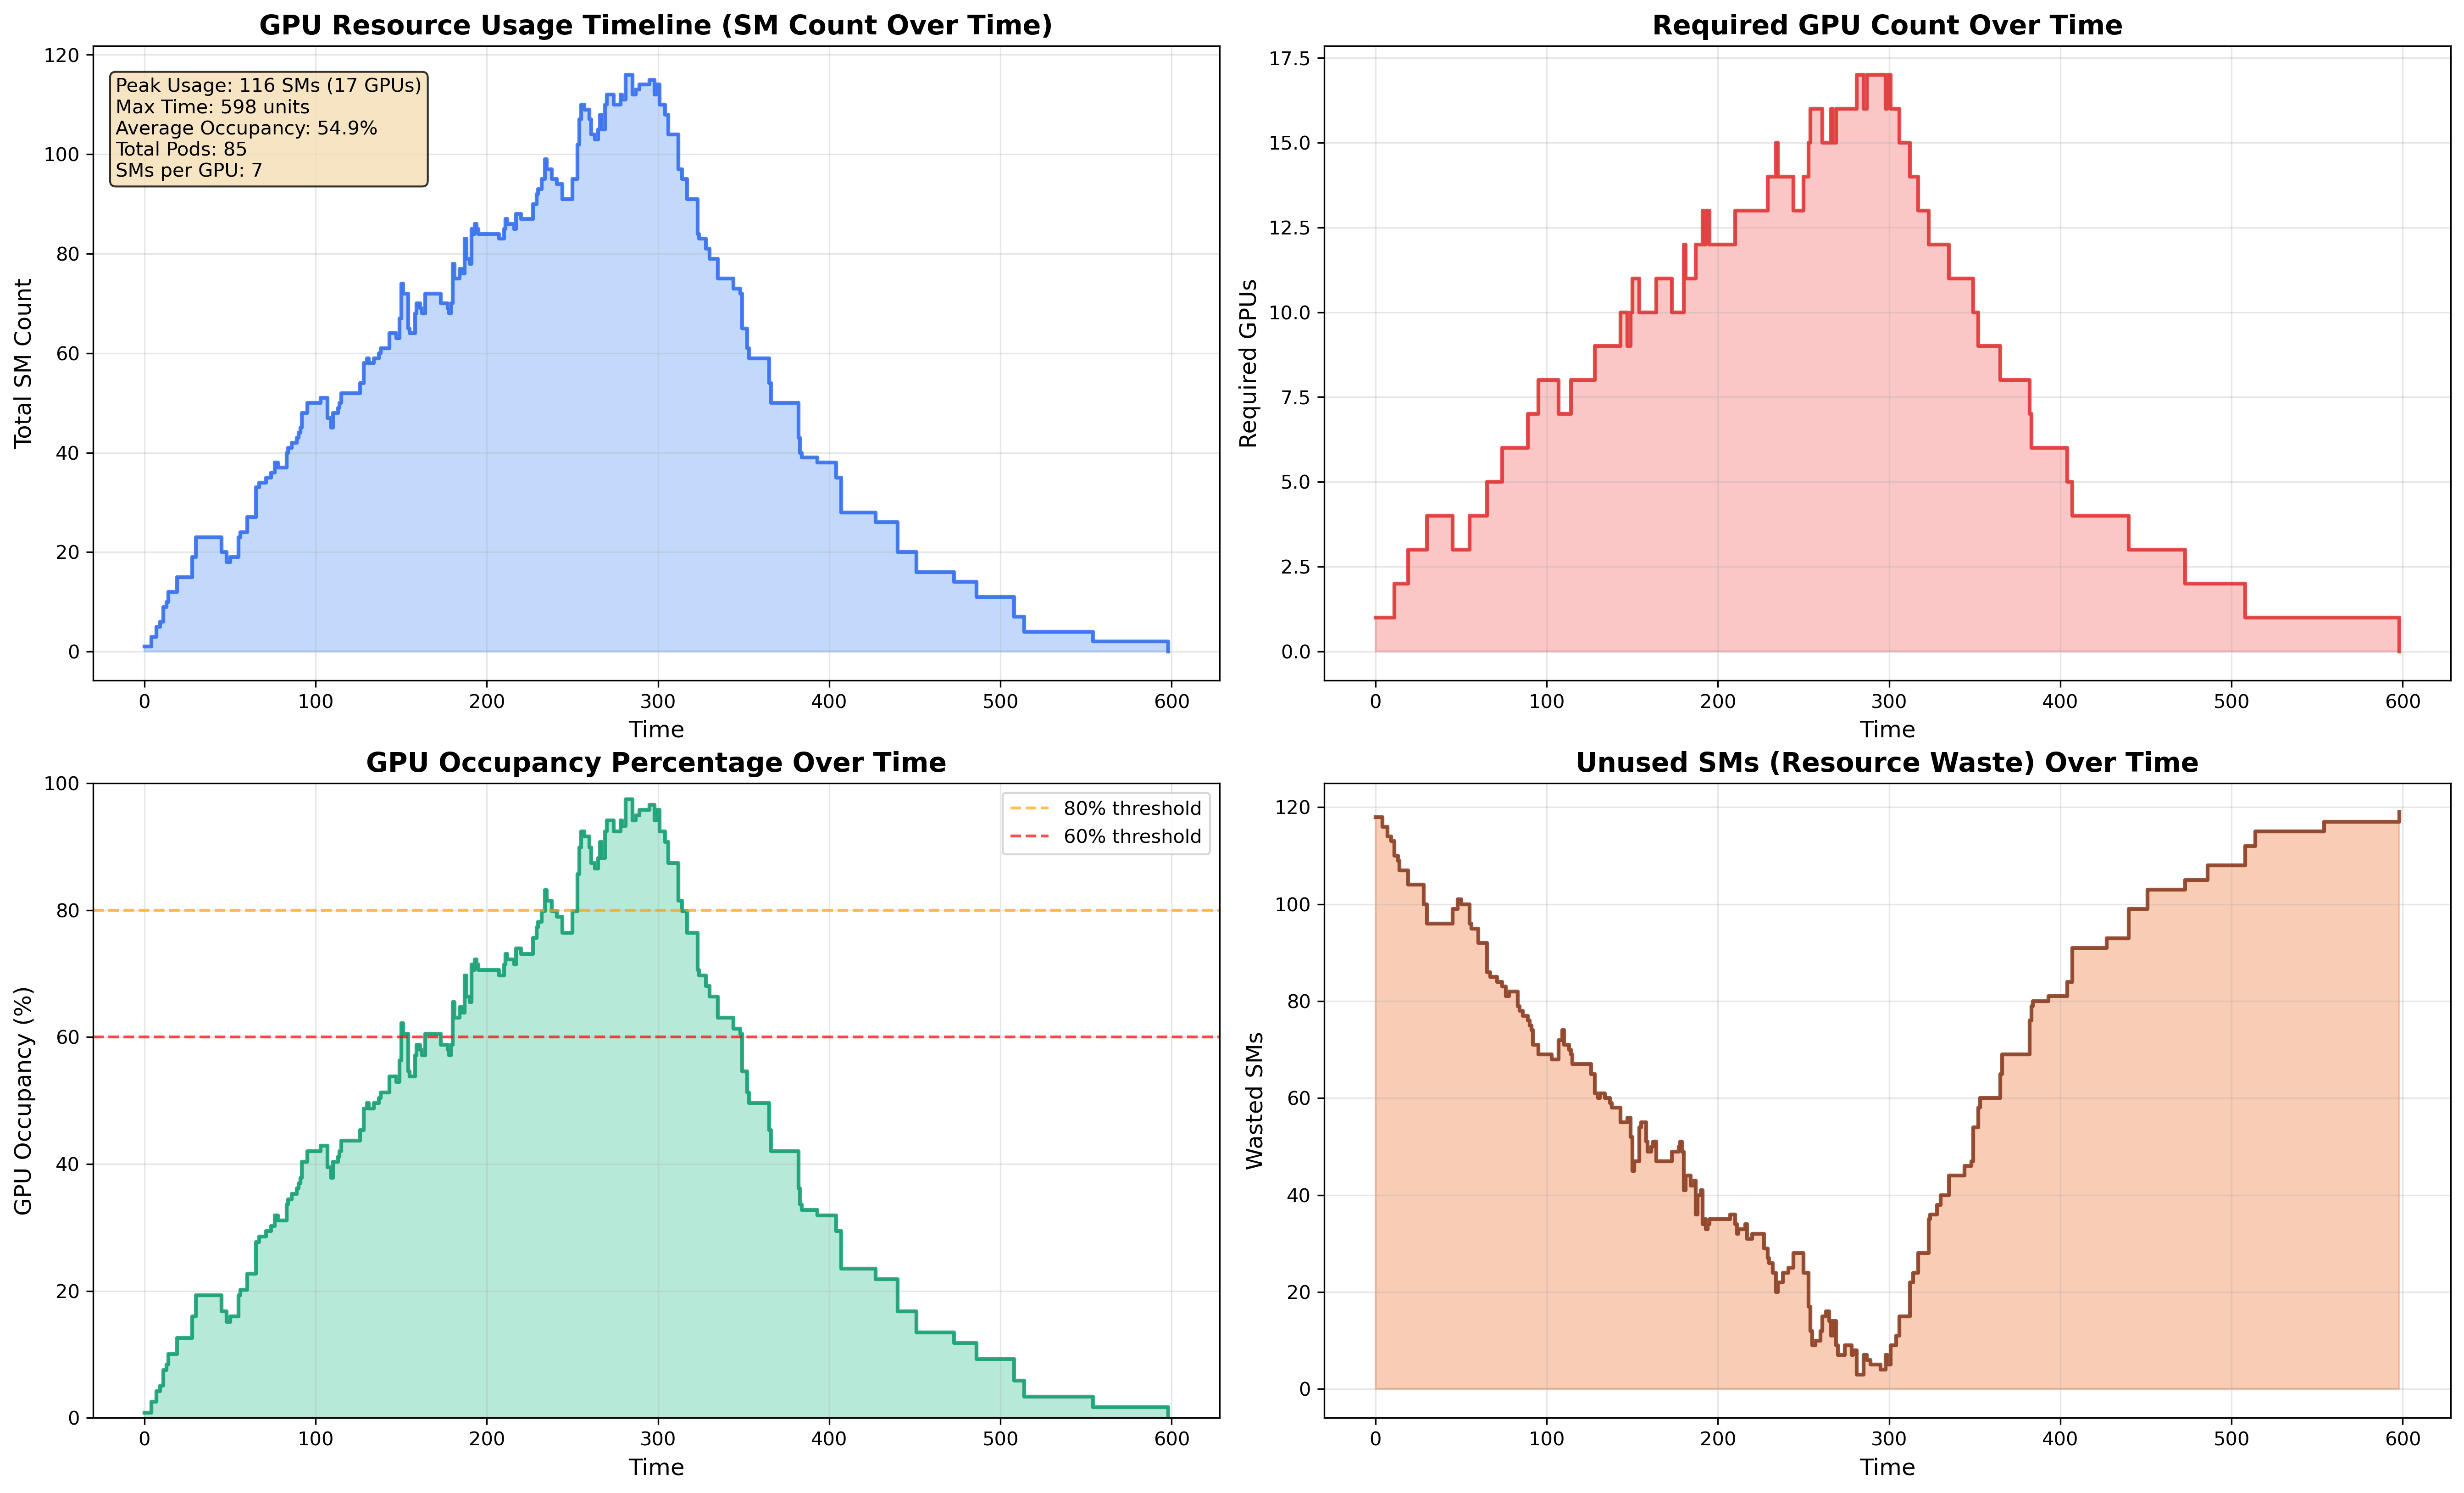 GPU Resource Usage Timeline (SM Count Over Time)
120
100
80
60
40
20
0
Total SM Count
Peak Usage: 116 SMs (17 GPUs)
Max Time: 598 units
Average Occupancy: 54.9%
Total Pods: 85
SMs per GPU: 7
0 100 200 300 400 500 600
Time
Required GPU Count Over Time
17.5
15.0
12.5
10.0
7.5
5.0
2.5
0.0
Required GPUs
0 100 200 300 400 500 600
Time
GPU Occupancy Percentage Over Time
100
80
60
40
20
0
GPU Occupancy (%)
80% threshold
60% threshold
0 100 200 300 400 500 600
Time
Unused SMs (Resource Waste) Over Time
120
100
80
60
40
20
0
Wasted SMs
0 100 200 300 400 500 600
Time